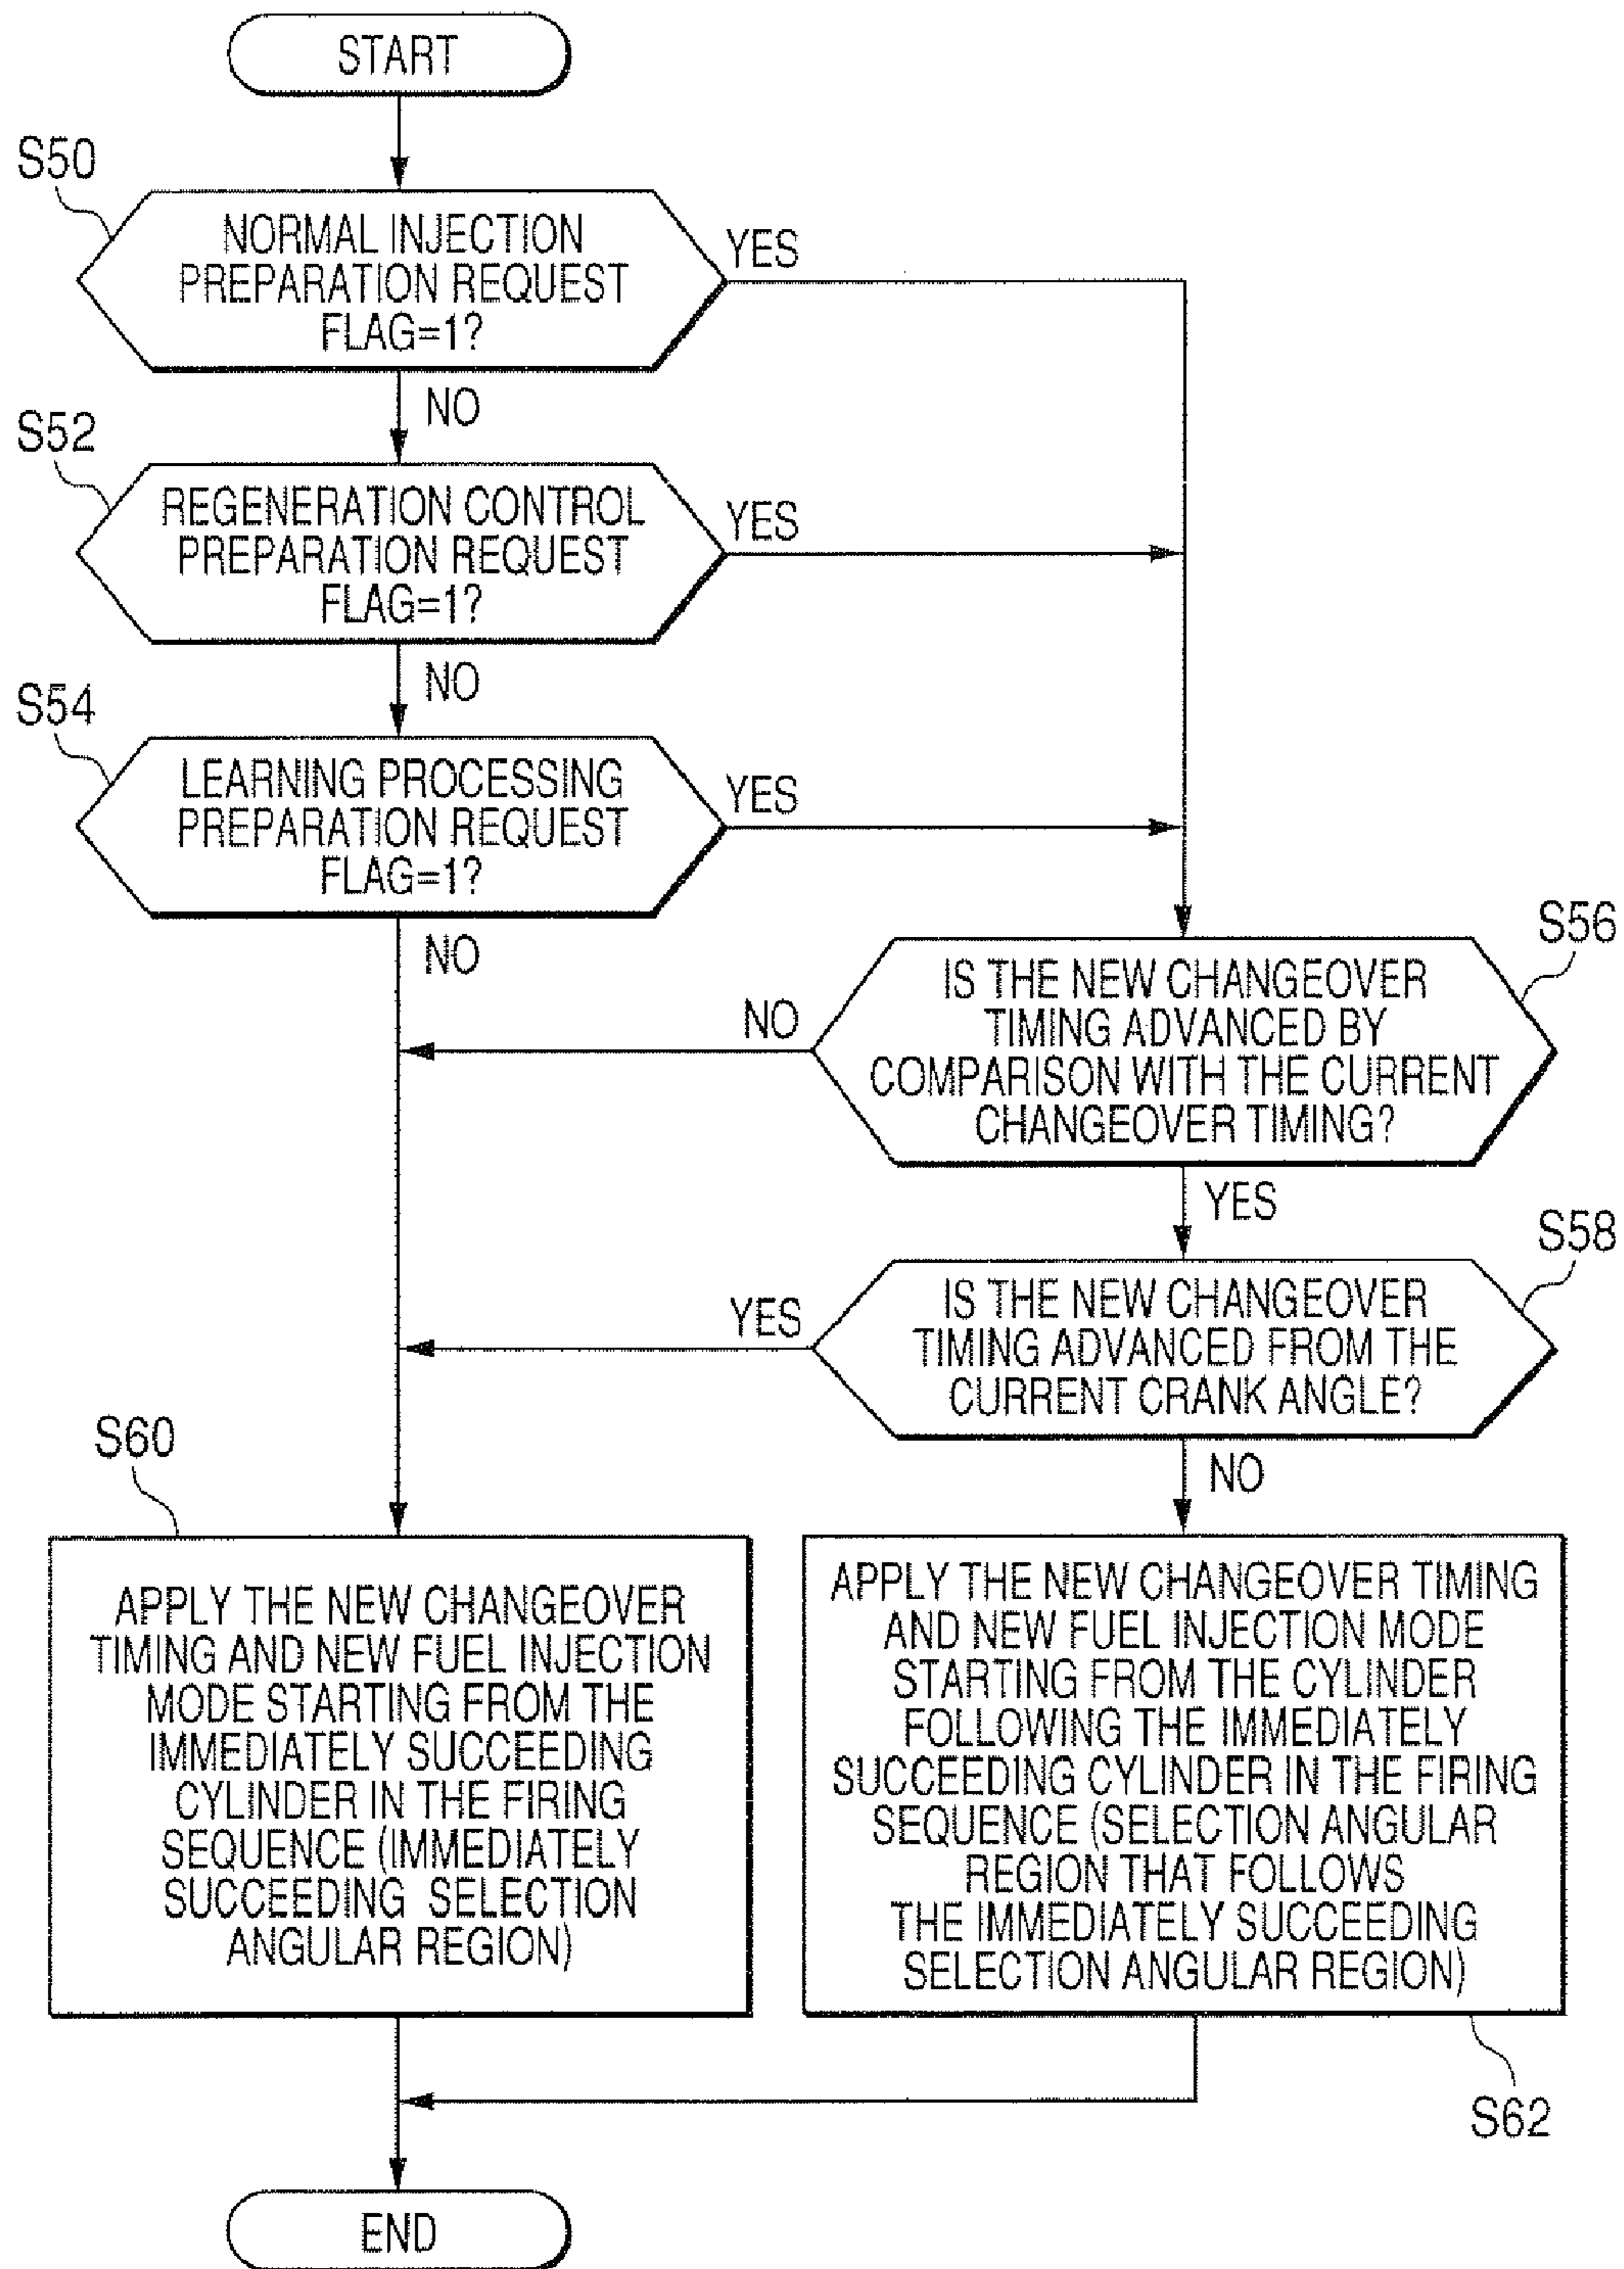 START
S50
NORMAL INJECTION
PREPARATION REQUEST
FLAG=1?
YES
NO
S52
REGENERATION CONTROL
PREPARATION REQUEST
FLAG=1?
YES
NO
S54
LEARNING PROCESSING
PREPARATION REQUEST
FLAG=1?
YES
NO
S56
IS THE NEW CHANGEOVER
TIMING ADVANCED BY
COMPARISON WITH THE CURRENT
CHANGEOVER TIMING?
NO
YES
S58
IS THE NEW CHANGEOVER
TIMING ADVANCED FROM THE
CURRENT CRANK ANGLE?
YES
NO
S60
APPLY THE NEW CHANGEOVER
TIMING AND NEW FUEL INJECTION
MODE STARTING FROM THE
IMMEDIATELY SUCCEEDING
CYLINDER IN THE FIRING
SEQUENCE (IMMEDIATELY
SUCCEEDING SELECTION
ANGULAR REGION)
APPLY THE NEW CHANGEOVER TIMING
AND NEW FUEL INJECTION MODE
STARTING FROM THE CYLINDER
FOLLOWING THE IMMEDIATELY
SUCCEEDING CYLINDER IN THE FIRING
SEQUENCE (SELECTION ANGULAR
REGION THAT FOLLOWS
THE IMMEDIATELY SUCCEEDING
SELECTION ANGULAR REGION)
S62
END